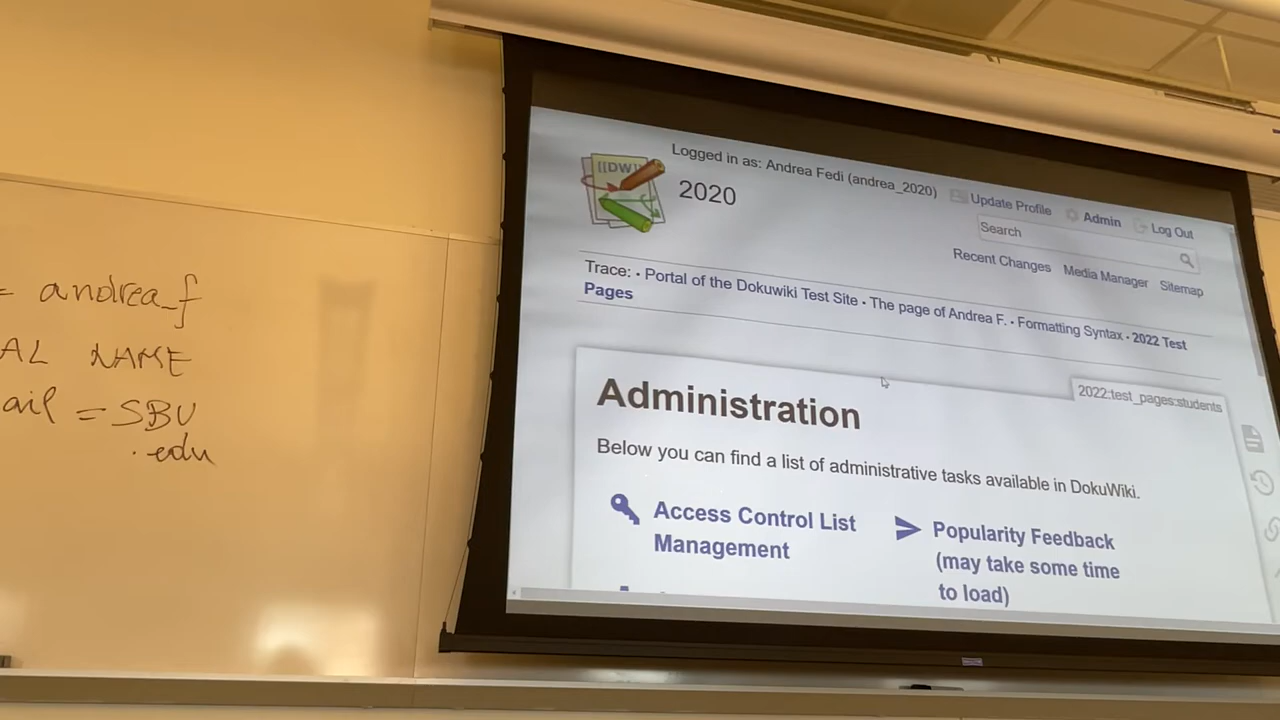 = andrea_f
AL NAME
ail = SBU
.edu
[[DW]]
Logged in as: Andrea Fedi (andrea_2020)
Update Profile Admin Log Out
2020
Search
Recent Changes Media Manager Sitemap
Trace: • Portal of the Dokuwiki Test Site • The page of Andrea F. • Formatting Syntax • 2022 Test
Pages
2022:test_pages:students
Administration
Below you can find a list of administrative tasks available in DokuWiki.
Access Control List
Management
Popularity Feedback
(may take some time
to load)